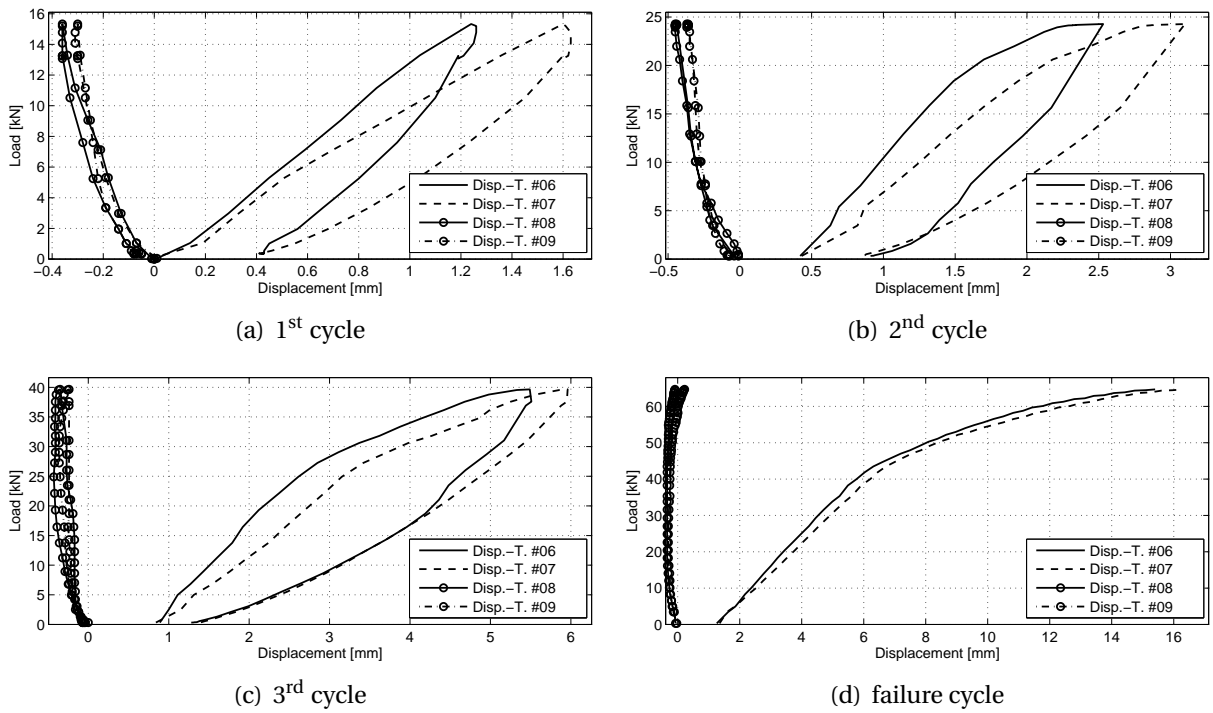 Load [kN]
16
14
12
10
8
6
4
2
0
−0.4 −0.2 0 0.2 0.4 0.6 0.8 1 1.2 1.4 1.6
Displacement [mm]
Disp.−T. #06
Disp.−T. #07
Disp.−T. #08
Disp.−T. #09
(a) 1st cycle
Load [kN]
25
20
15
10
5
0
−0.5 0 0.5 1 1.5 2 2.5 3
Displacement [mm]
Disp.−T. #06
Disp.−T. #07
Disp.−T. #08
Disp.−T. #09
(b) 2nd cycle
Load [kN]
40
35
30
25
20
15
10
5
0
0 1 2 3 4 5 6
Displacement [mm]
Disp.−T. #06
Disp.−T. #07
Disp.−T. #08
Disp.−T. #09
(c) 3rd cycle
Load [kN]
60
50
40
30
20
10
0
0 2 4 6 8 10 12 14 16
Displacement [mm]
Disp.−T. #06
Disp.−T. #07
Disp.−T. #08
Disp.−T. #09
(d) failure cycle